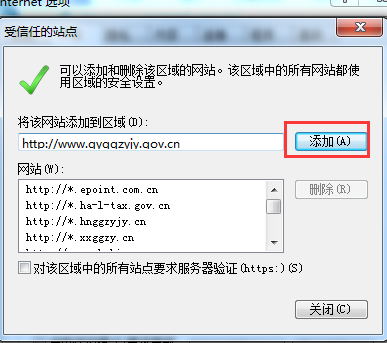 nternet 选项
受信任的站点
可以添加和删除该区域的网站。该区域中的所有网站都使
用区域的安全设置。
将该网站添加到区域(D):
http://www.gyggzyjy.gov.cn
添加(A)
网站(W):
http://*.epoint.com.cn
http://*.ha-l-tax.gov.cn
http://*.hnggzyjy.cn
http://*.xxggzy.cn
删除(R)
对该区域中的所有站点要求服务器验证(https:)(S)
关闭(C)